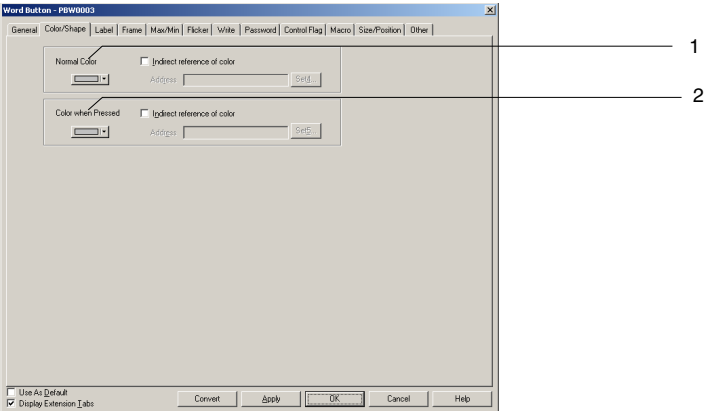 Word Button - PBW0003
General Color/Shape Label Frame Max/Min Flicker Write Password Control Flag Macro Size/Position Other
1
Normal Color Indirect reference of color
Address Set4...
2
Color when Pressed Indirect reference of color
Address Set5...
Use As Default
Display Extension Tabs Convert Apply OK Cancel Help